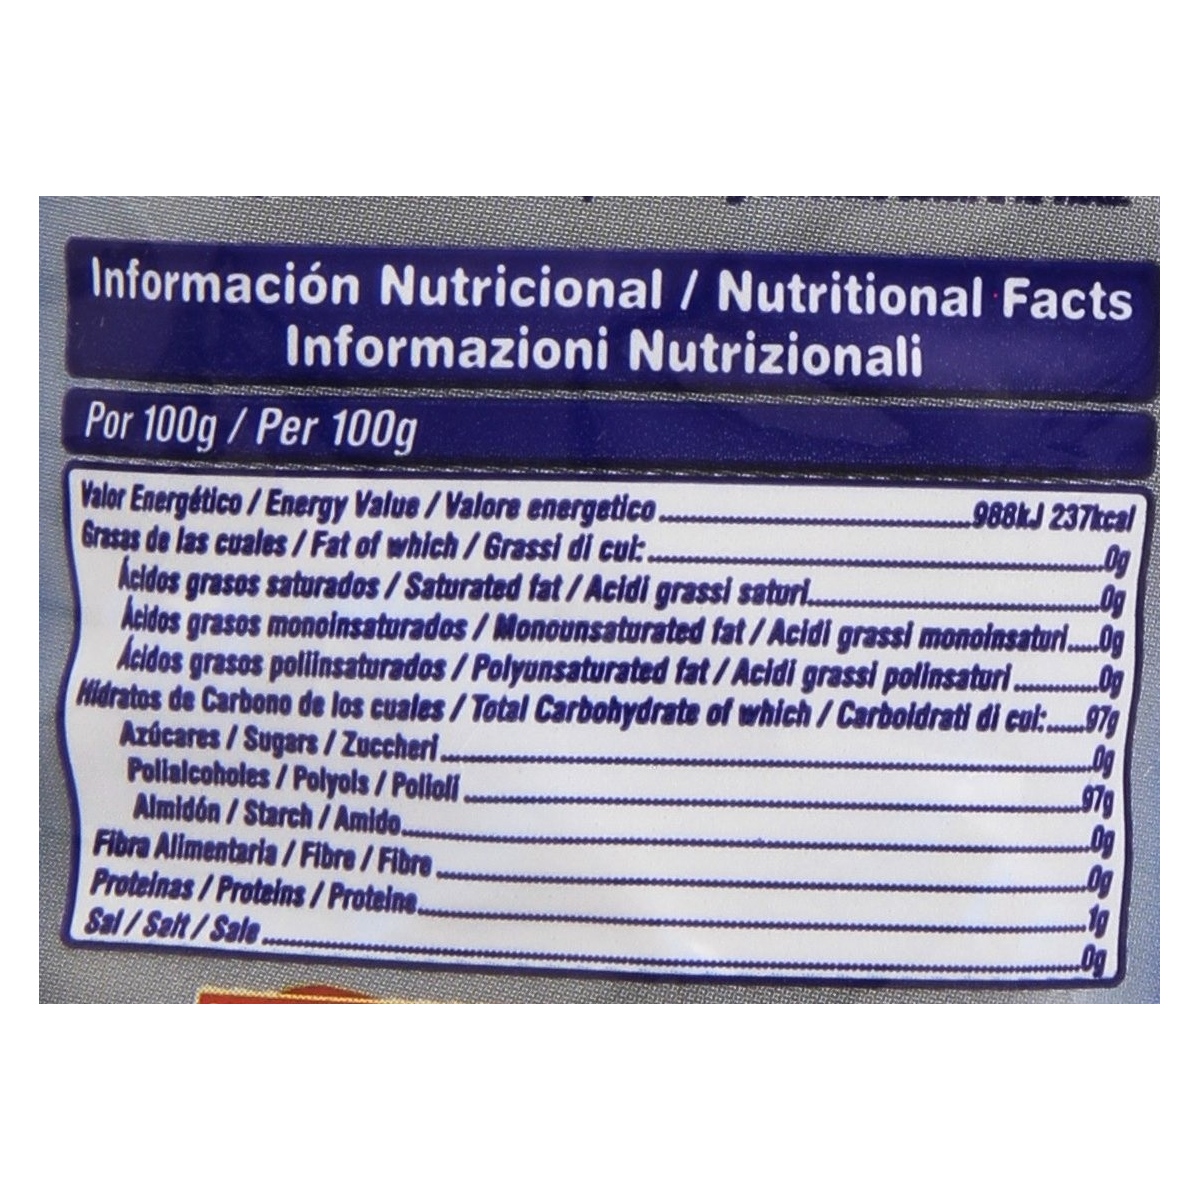 Información Nutricional / Nutritional Facts
Informazioni Nutrizionali
Por 100g / Per 100g
Valor Energético / Energy Value / Valore energetico 988kJ 237kcal
Grasas de las cuales / Fat of which / Grassi di cui: 0g
Ácidos grasos saturados / Saturated fat / Acidi grassi saturi 0g
Ácidos grasos monoinsaturados / Monounsaturated fat / Acidi grassi monoinsaturi 0g
Ácidos grasos poliinsaturados / Polyunsaturated fat / Acidi grassi polinsaturi 0g
Hidratos de Carbono de los cuales / Total Carbohydrate of which / Carboidrati di cui: 97g
Azúcares / Sugars / Zuccheri 0g
Polialcoholes / Polyols / Polioli 97g
Almidón / Starch / Amido 0g
Fibra Alimentaria / Fibre / Fibre 0g
Proteínas / Proteins / Proteine 1g
Sal / Salt / Sale 0g